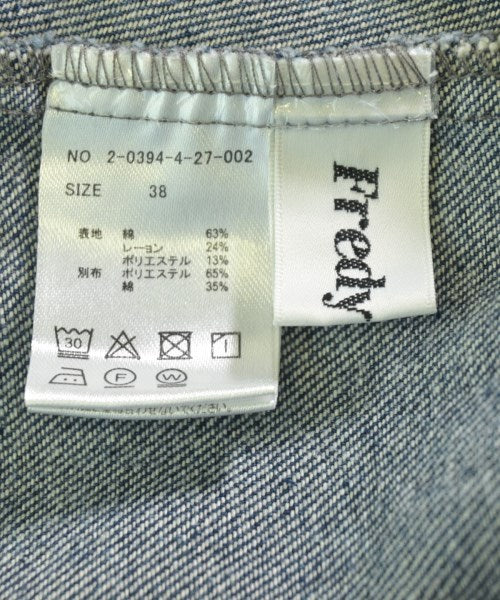 NO 2-0394-4-27-002
SIZE 38
表地 綿 63%
レーヨン 24%
ポリエステル 13%
別布 ポリエステル 65%
綿 35%
30
F W
Fredy